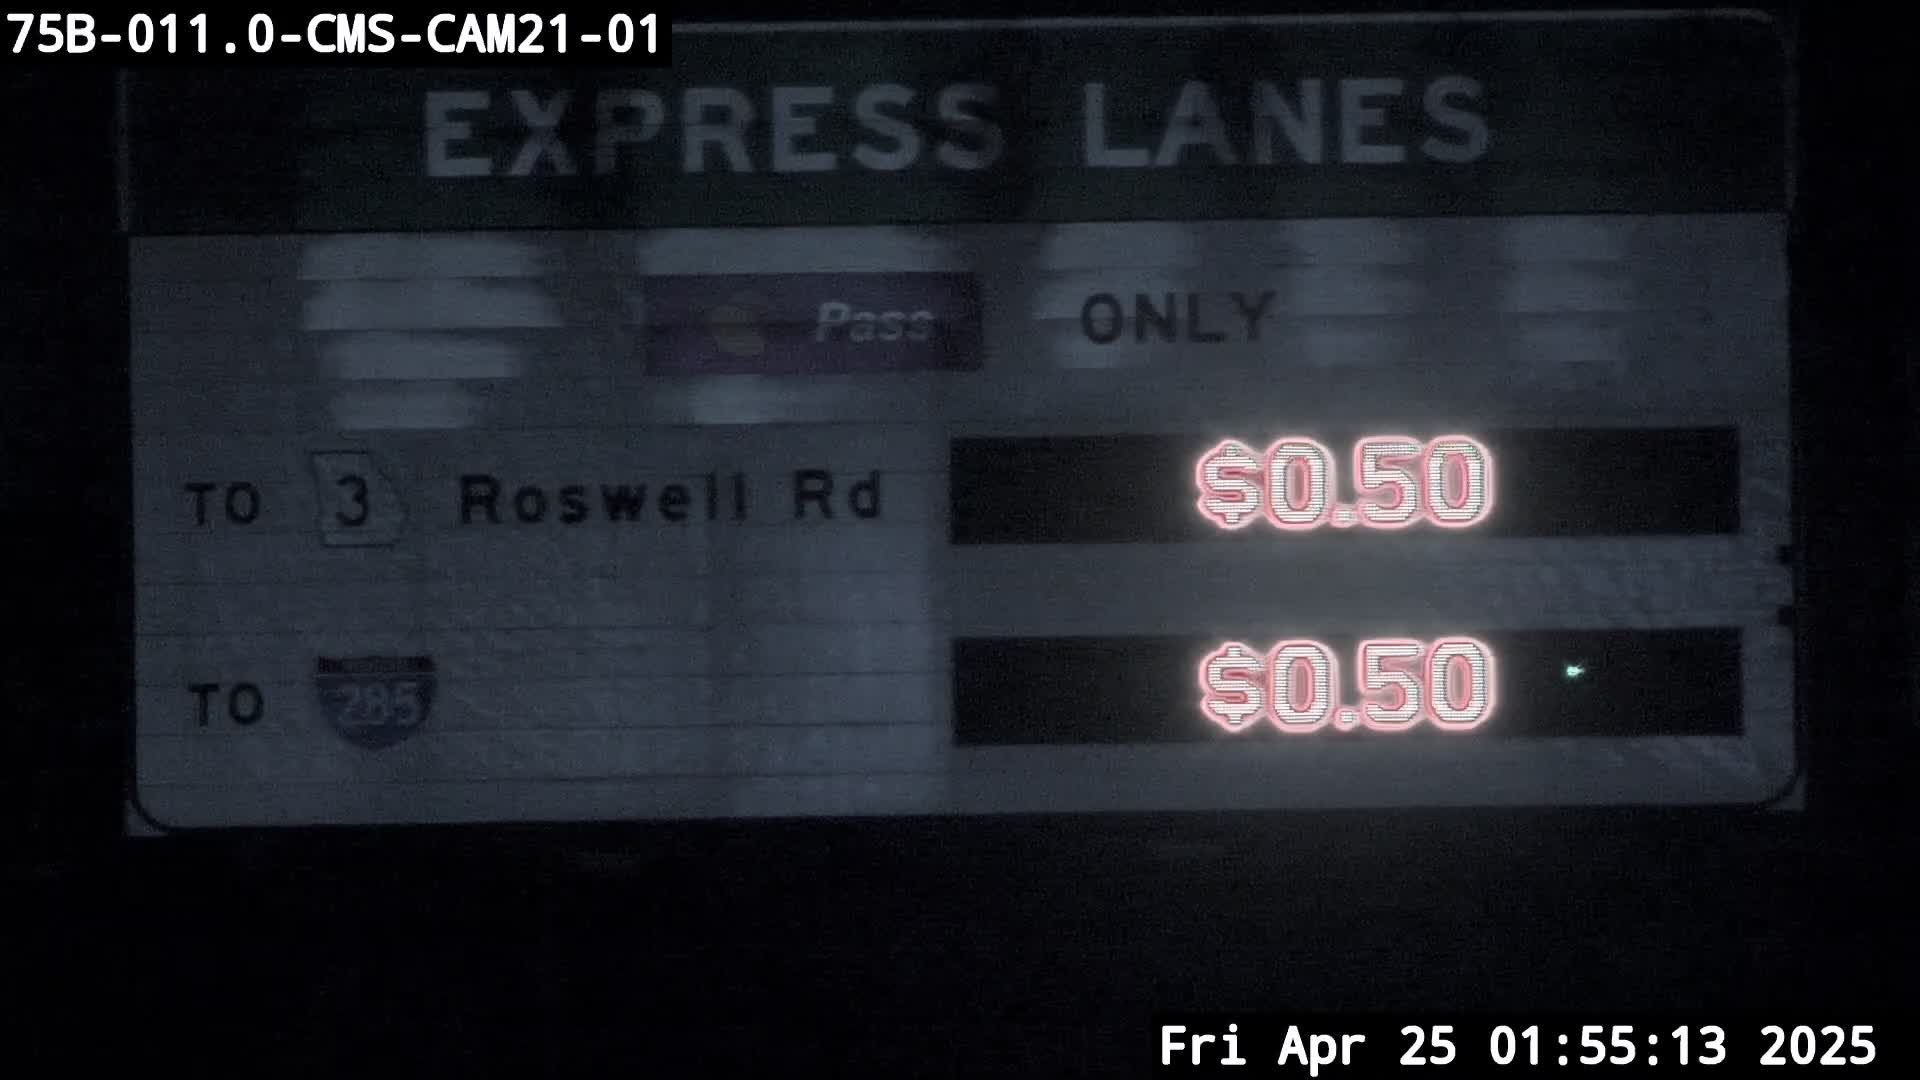 75B-011.0-CMS-CAM21-01
EXPRESS LANES
Pass ONLY
TO 3 Roswell Rd $0.50
TO 285 $0.50
Fri Apr 25 01:55:13 2025